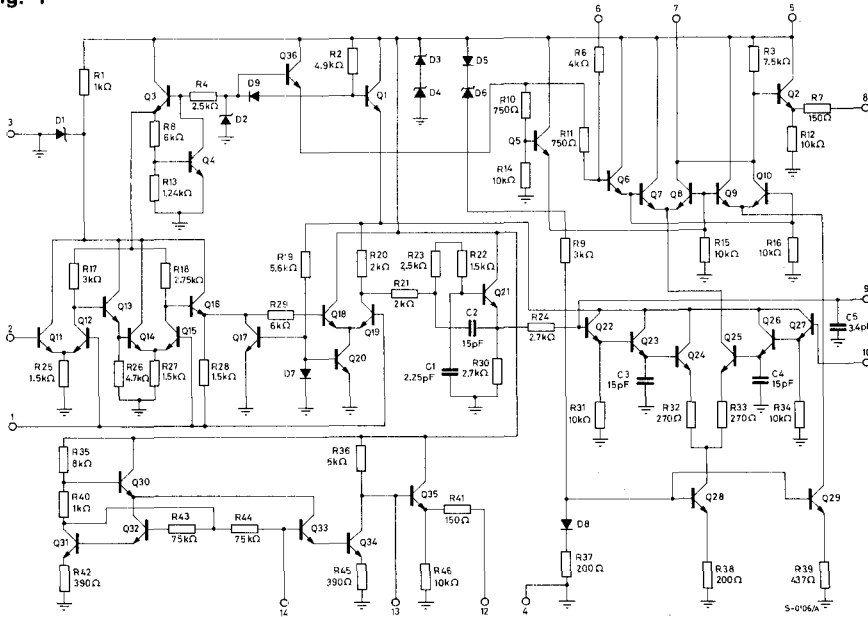 Fig. 1
6 7 5
R1
1kΩ
R4
2.5kΩ
D9
Q36
R2
4.9kΩ
D3
D4
D5
D6
R6
4kΩ
R3
7.5kΩ
Q3
D2
Q1
Q2
R7
150Ω
8
3
D1
R8
6kΩ
Q4
R13
1.24kΩ
R10
750Ω
Q5
R14
10kΩ
R11
750Ω
R12
10kΩ
Q6
Q7
Q8
Q9
Q10
R15
10kΩ
R16
10kΩ
R17
3kΩ
R18
2.75kΩ
Q13
Q16
R19
5.6kΩ
R20
2kΩ
R23
2.5kΩ
R22
1.5kΩ
R9
3kΩ
R21
2kΩ
Q21
9
2
Q11
Q12
Q14
Q15
R29
6kΩ
Q17
Q18
Q19
Q20
C2
15pF
R24
2.7kΩ
Q22
Q23
Q24
Q25
Q26
Q27
C5
3.4pF
10
R25
1.5kΩ
R26
4.7kΩ
R27
1.5kΩ
R28
1.5kΩ
D7
C1
2.25pF
R30
2.7kΩ
C3
15pF
C4
15pF
R31
10kΩ
R32
270Ω
R33
270Ω
R34
10kΩ
1
R35
8kΩ
Q30
R36
5kΩ
Q35
R41
150Ω
R40
1kΩ
Q31
Q32
R43
75kΩ
R44
75kΩ
Q33
Q34
Q28
Q29
D8
R42
390Ω
R45
390Ω
R46
10kΩ
R37
200Ω
R38
200Ω
R39
437Ω
14 13 12 4
S-0106/A